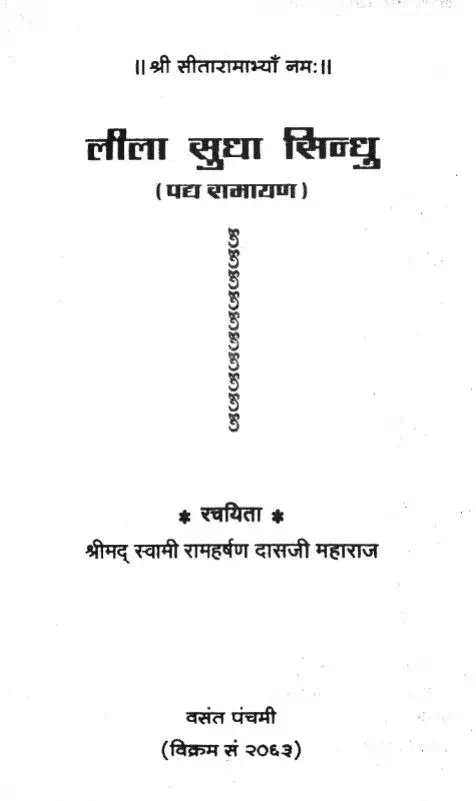 ॥ श्री सीतारामाभ्याँ नमः॥
लीला सुधा सिन्धु
(पद्य रामायण)
* रचयिता *
श्रीमद् स्वामी रामहर्षण दासजी महाराज
वसंत पंचमी
(विक्रम सं २०६३)